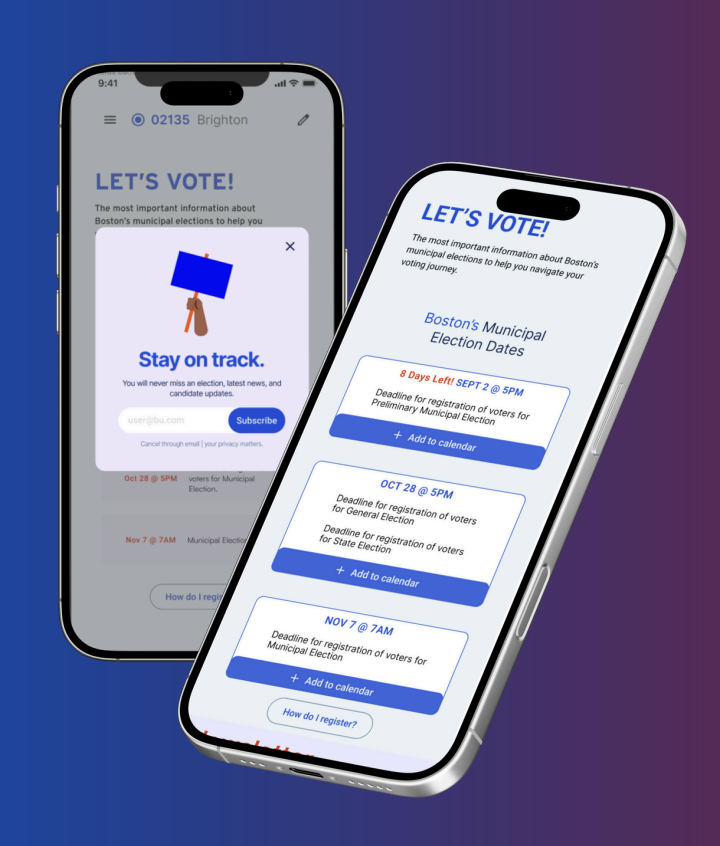 9:41
02135 Brighton
LET'S VOTE!
The most important information about
Boston's municipal elections to help you
Stay on track.
You will never miss an election, latest news, and
candidate updates.
user@bu.com
Subscribe
Cancel through email | your privacy matters.
Oct 28 @ 5PM
voters for Municipal
Election.
Nov 7 @ 7AM
Municipal Election
How do I regi
LET'S VOTE!
The most important information about Boston's
municipal elections to help you navigate your
voting journey.
Boston's Municipal
Election Dates
8 Days Left! SEPT 2 @ 5PM
Deadline for registration of voters for
Preliminary Municipal Election
+ Add to calendar
OCT 28 @ 5PM
Deadline for registration of voters
for General Election
Deadline for registration of voters
for State Election
+ Add to calendar
NOV 7 @ 7AM
Deadline for registration of voters for
Municipal Election
+ Add to calendar
How do I register?